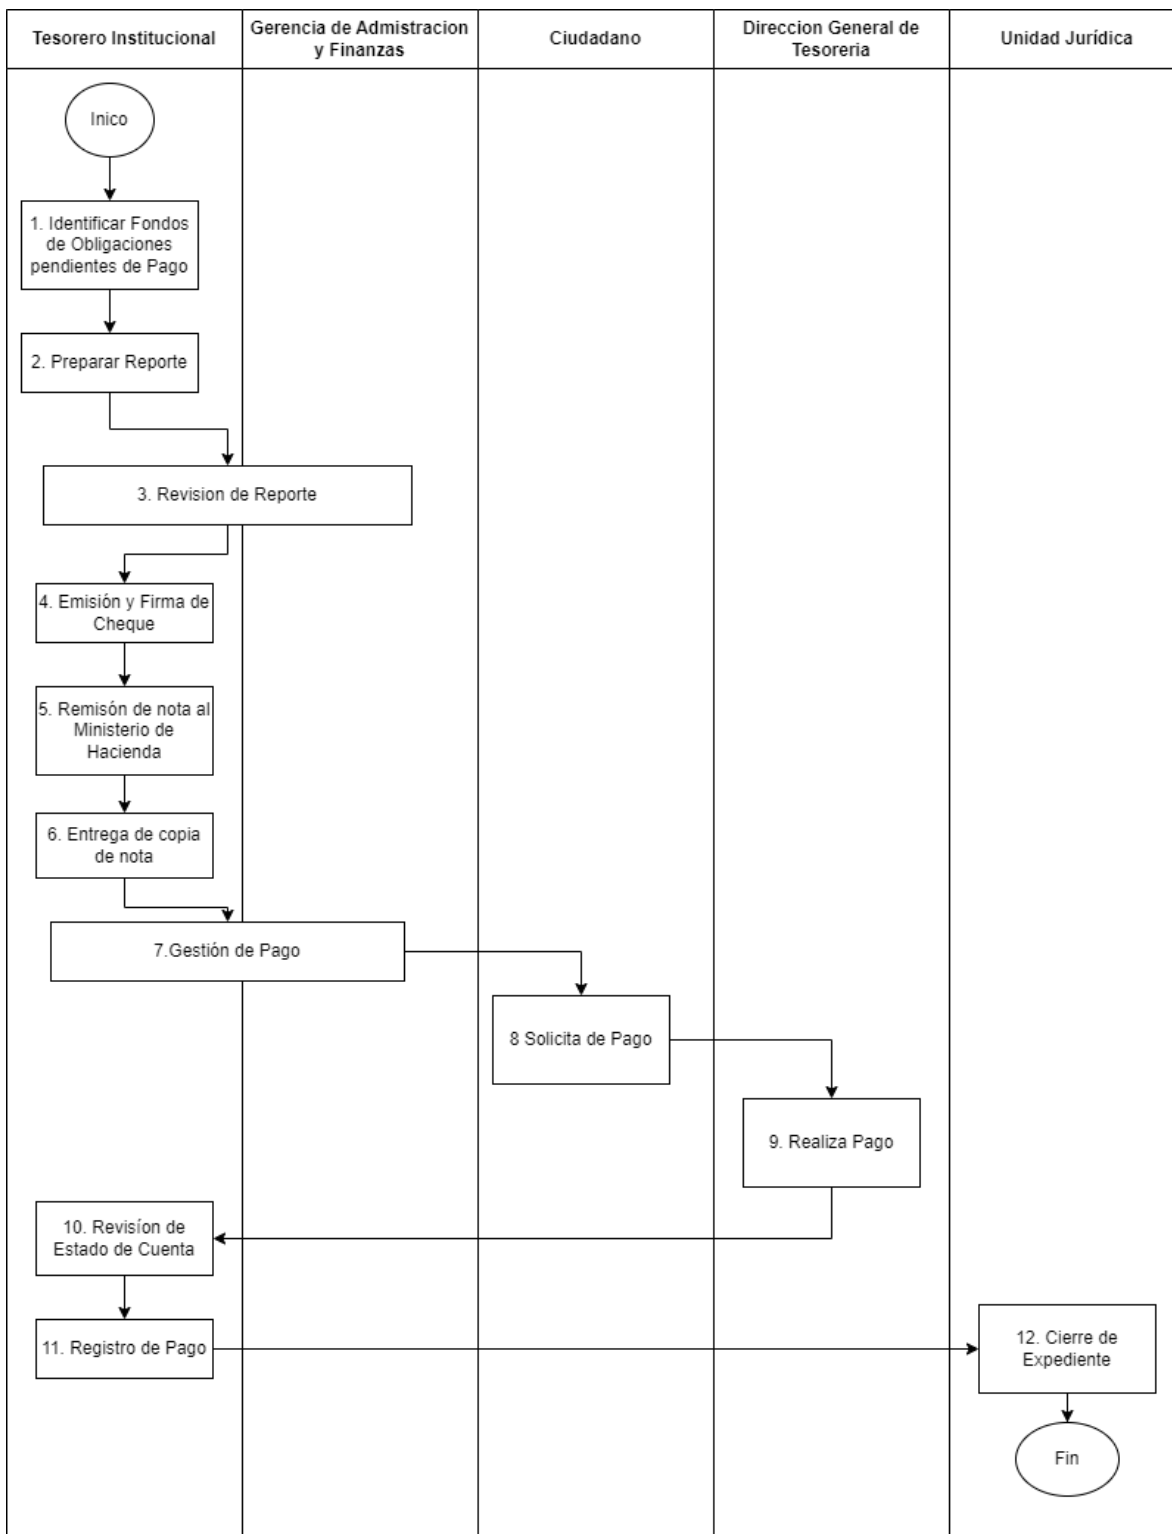 Tesorero Institucional
Gerencia de Admistracion
y Finanzas
Ciudadano
Direccion General de
Tesoreria
Unidad Jurídica
Inico
1. Identificar Fondos
de Obligaciones
pendientes de Pago
2. Preparar Reporte
3. Revision de Reporte
4. Emisión y Firma de
Cheque
5. Remisón de nota al
Ministerio de
Hacienda
6. Entrega de copia
de nota
7.Gestión de Pago
8 Solicita de Pago
9. Realiza Pago
10. Revisíon de
Estado de Cuenta
11. Registro de Pago
12. Cierre de
Expediente
Fin